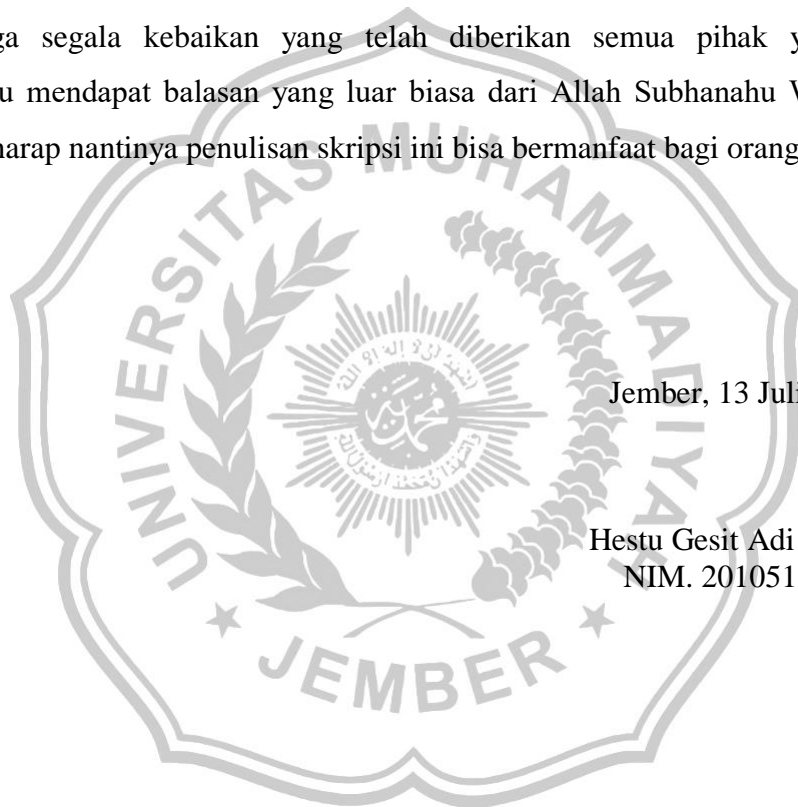 ga segala kebaikan yang telah diberikan semua pihak y
u mendapat balasan yang luar biasa dari Allah Subhanahu W
harap nantinya penulisan skripsi ini bisa bermanfaat bagi orang
UNIVERSITAS MUHAMMADIYAH
Jember, 13 Juli
Hestu Gesit Adi
NIM. 201051
JEMBER